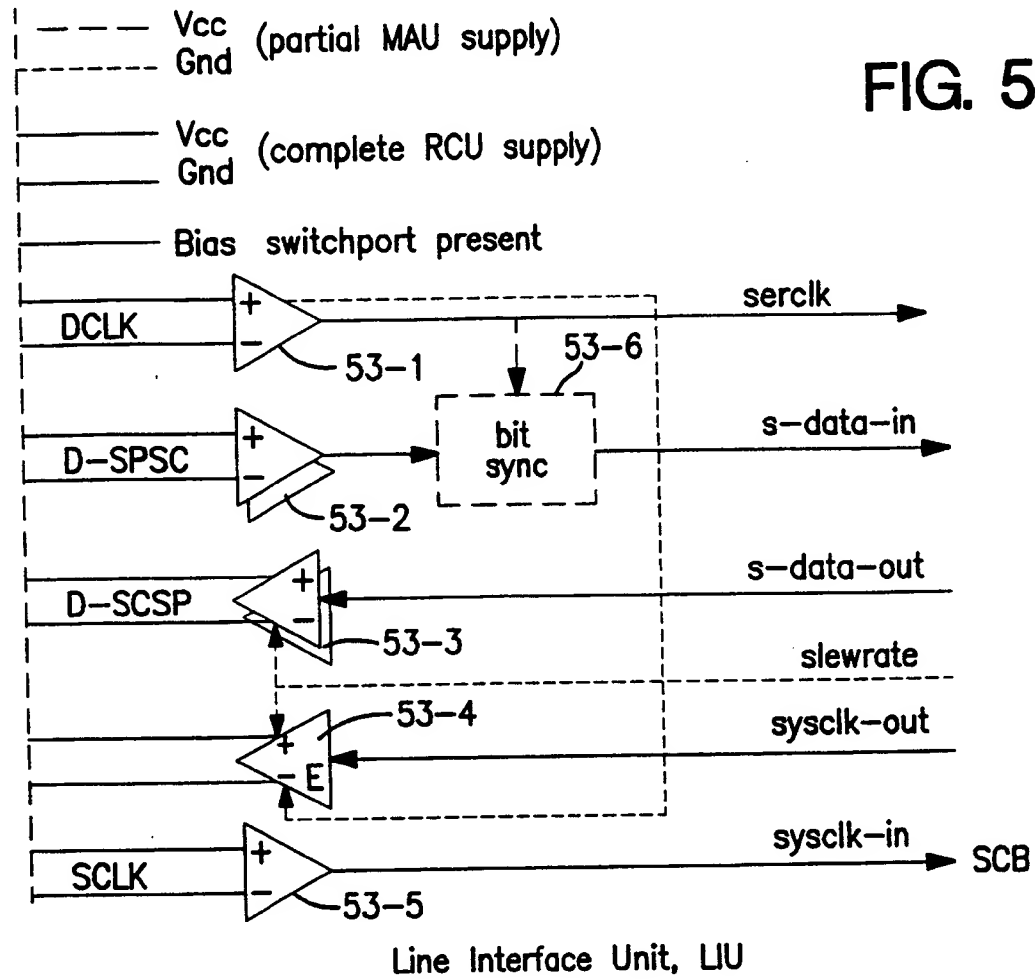 Vcc
Gnd (partial MAU supply)
FIG. 5
Vcc
Gnd (complete RCU supply)
Bias switchport present
+
DCLK
-
53-1
serclk
53-6
+
D-SPSC
-
53-2
bit
sync
s-data-in
+
D-SCSP
-
53-3
s-data-out
slewrate
53-4
+
- E
sysclk-out
+
SCLK
-
53-5
sysclk-in
SCB
Line Interface Unit, LIU